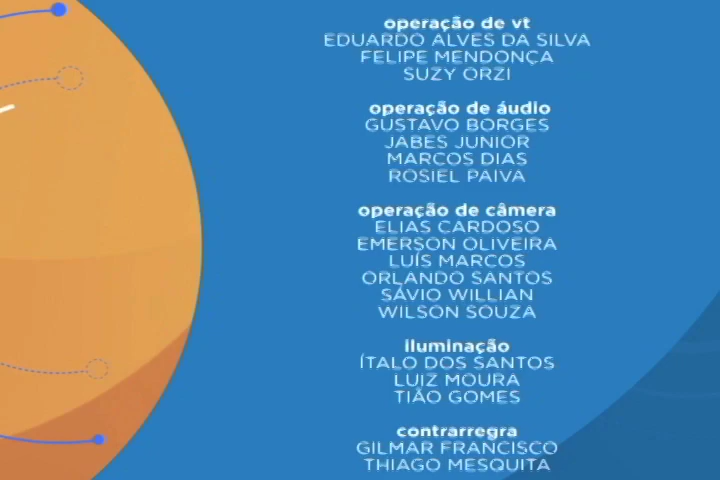 operação de vt
EDUARDO ALVES DA SILVA
FELIPE MENDONÇA
SUZY ORZI
operação de áudio
GUSTAVO BORGES
JABES JUNIOR
MARCOS DIAS
ROSIEL PAIVA
operação de câmera
ELIAS CARDOSO
EMERSON OLIVEIRA
LUÍS MARCOS
ORLANDO SANTOS
SÁVIO WILLIAN
WILSON SOUZA
iluminação
ÍTALO DOS SANTOS
LUIZ MOURA
TIÃO GOMES
contrarregra
GILMAR FRANCISCO
THIAGO MESQUITA